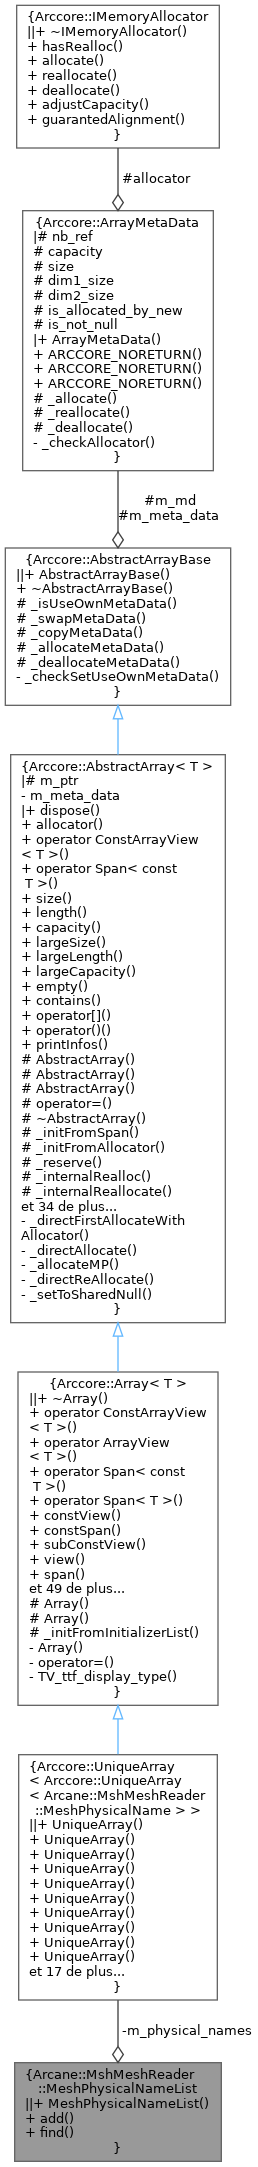 {Arccore::IMemoryAllocator
||+ ~IMemoryAllocator()
+ hasRealloc()
+ allocate()
+ reallocate()
+ deallocate()
+ adjustCapacity()
+ guarantedAlignment()
}
#allocator
{Arccore::ArrayMetaData
|# nb_ref
# capacity
# size
# dim1_size
# dim2_size
# is_allocated_by_new
# is_not_null
|+ ArrayMetaData()
+ ARCCORE_NORETURN()
+ ARCCORE_NORETURN()
+ ARCCORE_NORETURN()
# _allocate()
# _reallocate()
# _deallocate()
- _checkAllocator()
}
#m_md
#m_meta_data
{Arccore::AbstractArrayBase
||+ AbstractArrayBase()
+ ~AbstractArrayBase()
# _isUseOwnMetaData()
# _swapMetaData()
# _copyMetaData()
# _allocateMetaData()
# _deallocateMetaData()
- _checkSetUseOwnMetaData()
}
{Arccore::AbstractArray< T >
|# m_ptr
- m_meta_data
|+ dispose()
+ allocator()
+ operator ConstArrayView
< T >()
+ operator Span< const
T >()
+ size()
+ length()
+ capacity()
+ largeSize()
+ largeLength()
+ largeCapacity()
+ empty()
+ contains()
+ operator[]()
+ operator()()
+ printInfos()
# AbstractArray()
# AbstractArray()
# AbstractArray()
# operator=()
# ~AbstractArray()
# _initFromSpan()
# _initFromAllocator()
# _reserve()
# _internalRealloc()
# _internalReallocate()
et 34 de plus...
- _directFirstAllocateWith
Allocator()
- _directAllocate()
- _allocateMP()
- _directReAllocate()
- _setToSharedNull()
}
{Arccore::Array< T >
||+ ~Array()
+ operator ConstArrayView
< T >()
+ operator ArrayView
< T >()
+ operator Span< const
T >()
+ operator Span< T >()
+ constView()
+ constSpan()
+ subConstView()
+ view()
+ span()
et 49 de plus...
# Array()
# Array()
# _initFromInitializerList()
- Array()
- operator=()
- TV_ttf_display_type()
}
{Arccore::UniqueArray
< Arccore::UniqueArray
< Arcane::MshMeshReader
::MeshPhysicalName > >
||+ UniqueArray()
+ UniqueArray()
+ UniqueArray()
+ UniqueArray()
+ UniqueArray()
+ UniqueArray()
+ UniqueArray()
+ UniqueArray()
+ UniqueArray()
+ UniqueArray()
et 17 de plus...
}
-m_physical_names
{Arcane::MshMeshReader
::MeshPhysicalNameList
||+ MeshPhysicalNameList()
+ add()
+ find()
}